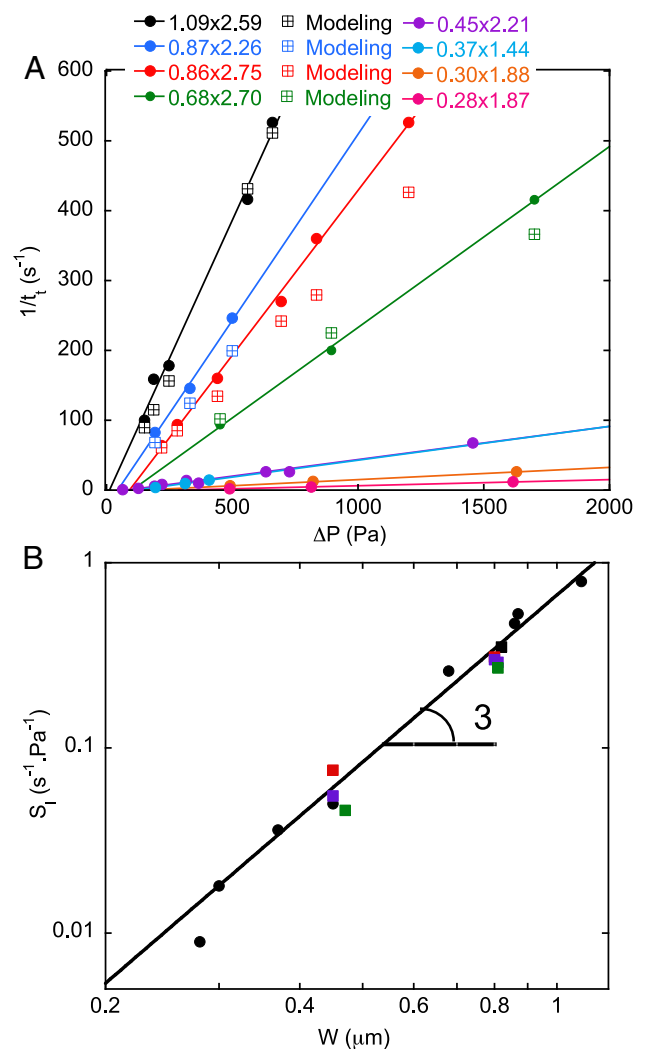 1.09x2.59 Modeling 0.45x2.21
0.87x2.26 Modeling 0.37x1.44
0.86x2.75 Modeling 0.30x1.88
0.68x2.70 Modeling 0.28x1.87
A
600
500
400
300
200
100
0
1/tt (s-1)
0 500 1000 1500 2000
ΔP (Pa)
B
1
0.1
0.01
SI (s-1.Pa-1)
3
0.2 0.4 0.6 0.8 1
W (μm)